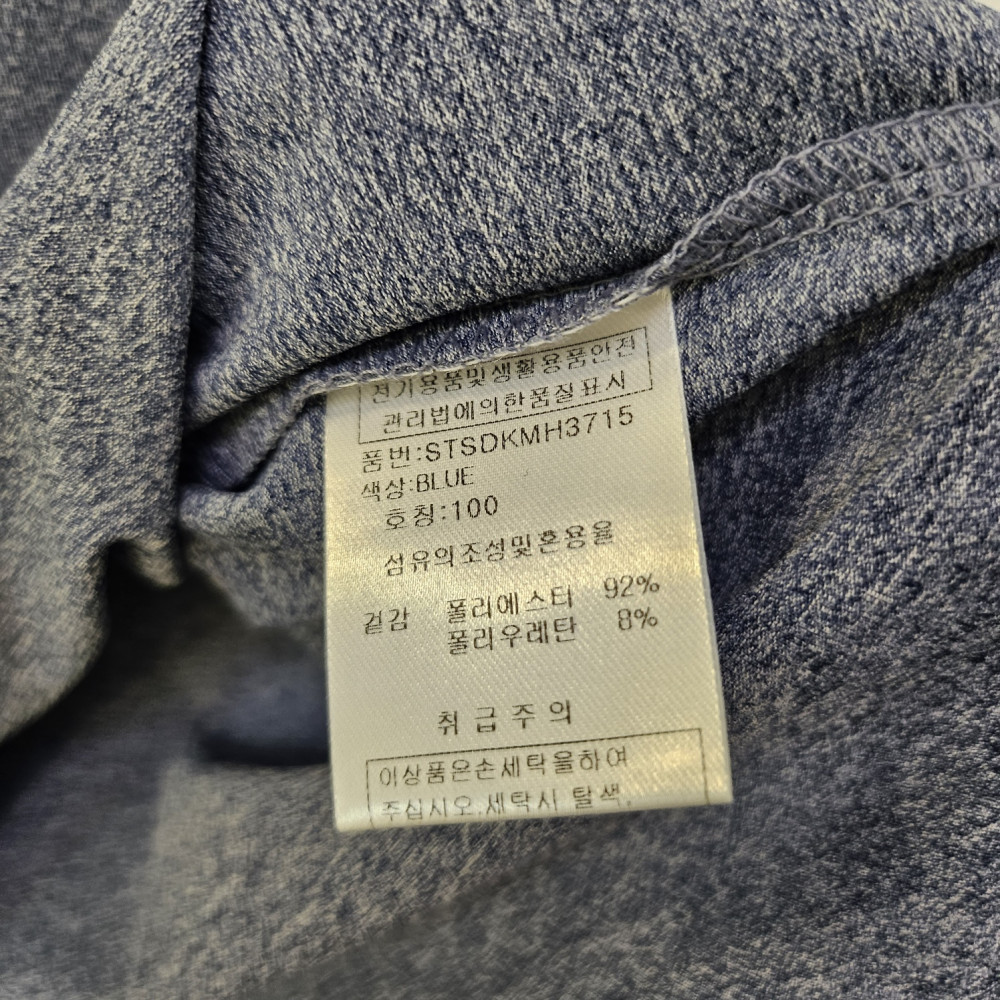 전기용품및생활용품안전
관리법에의한품질표시
품번:STSDKMH3715
색상:BLUE
호칭:100
섬유의조성및혼용율
겉감 폴리에스터 92%
폴리우레탄 8%
취급주의
이상품은손세탁을하여
주십시오.세탁시 탈색,